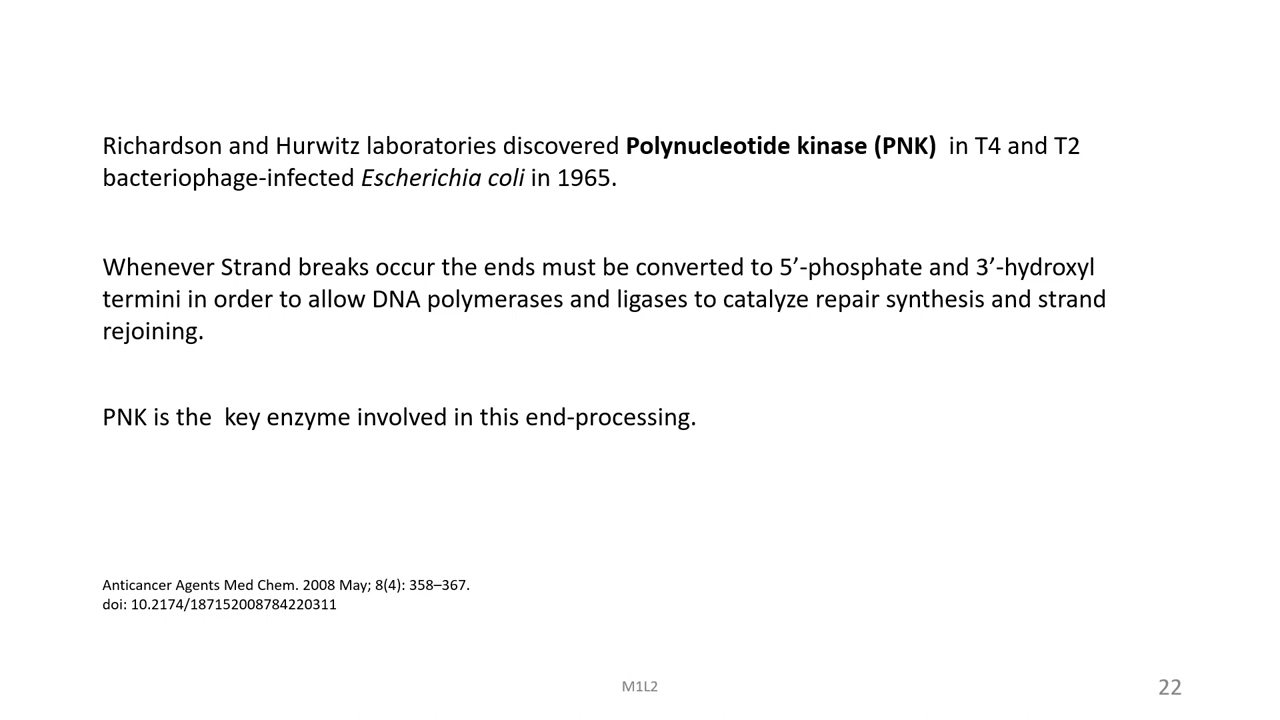 Richardson and Hurwitz laboratories discovered Polynucleotide kinase (PNK)  in T4 and T2
bacteriophage-infected Escherichia coli in 1965.
Whenever Strand breaks occur the ends must be converted to 5’-phosphate and 3’-hydroxyl
termini in order to allow DNA polymerases and ligases to catalyze repair synthesis and strand
rejoining.
PNK is the  key enzyme involved in this end-processing.
Anticancer Agents Med Chem. 2008 May; 8(4): 358–367.
doi: 10.2174/187152008784220311
M1L2
22